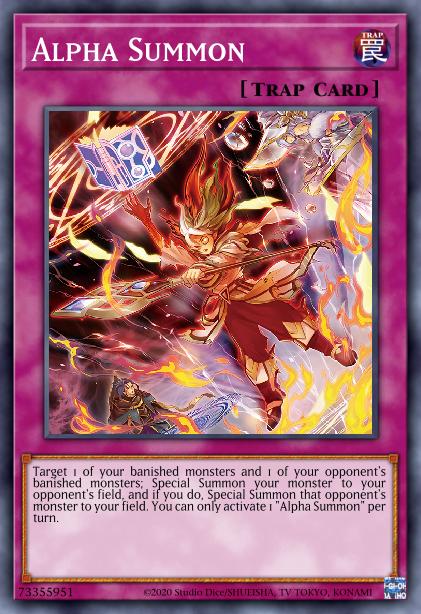 Alpha Summon
TRAP
罠
[Trap Card]
Target 1 of your banished monsters and 1 of your opponent's
banished monsters; Special Summon your monster to your
opponent's field, and if you do, Special Summon that opponent's
monster to your field. You can only activate 1 "Alpha Summon" per
turn.
73355951
©2020 Studio Dice/SHUEISHA, TV TOKYO, KONAMI